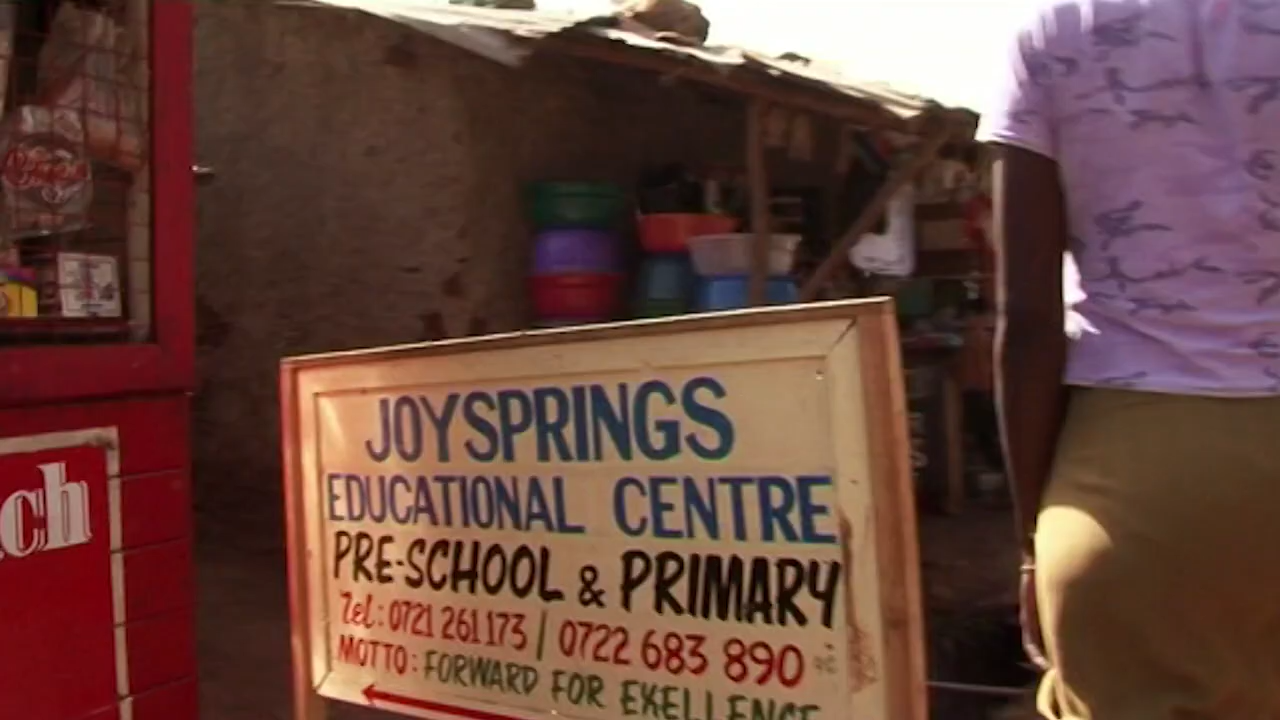 JOYSPRINGS
EDUCATIONAL CENTRE
PRE-SCHOOL & PRIMARY
Tel: 0721 261 173 / 0722 683 890
MOTTO: FORWARD FOR EXELLENCE
ch